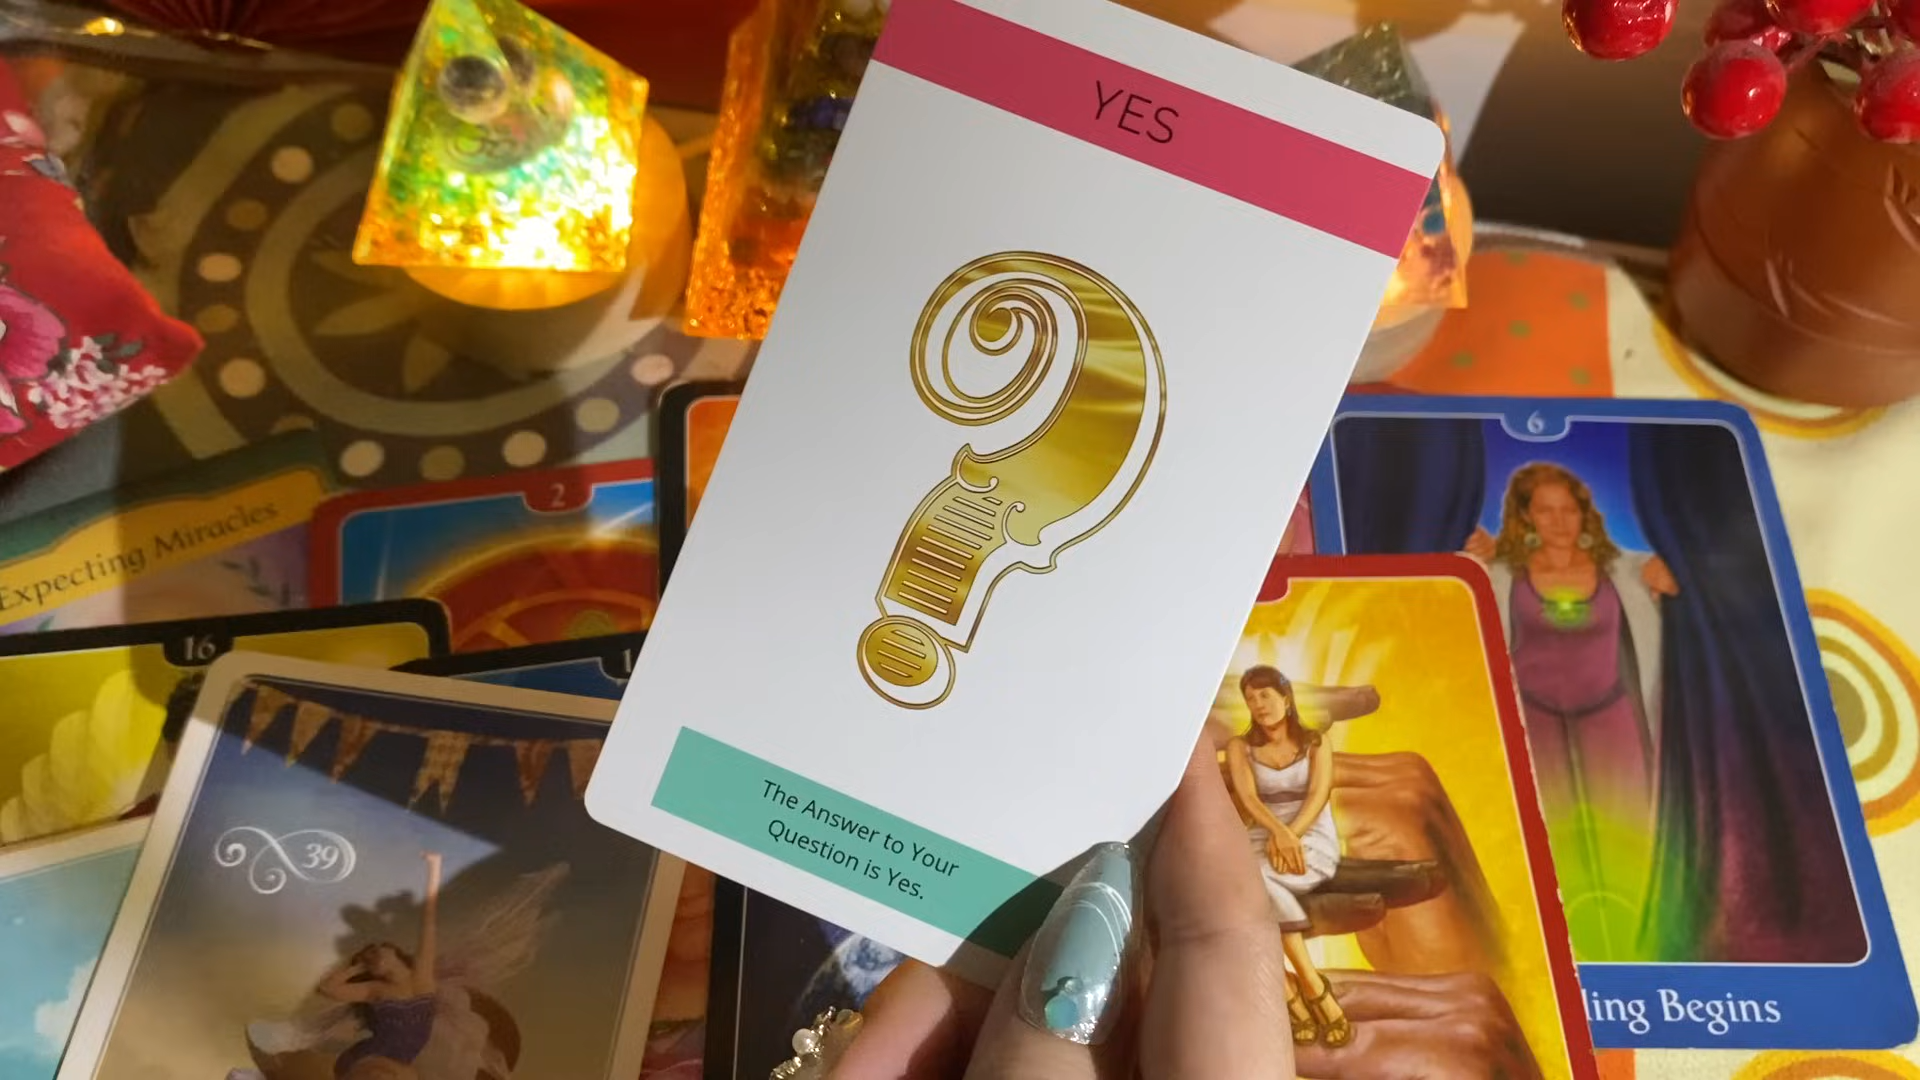 YES
The Answer to Your
Question is Yes.
Expecting Miracles
2
6
16
39
ling Begins